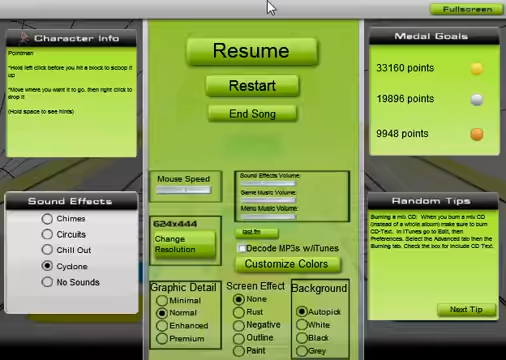 Fullscreen
Character Info
Pointman
*Hold left click before you hit a block to scoop it
up
*Move where you want it to go, then right click to
drop it
(Hold space to see hints)
Resume
Restart
End Song
Medal Goals
33160 points
19896 points
9948 points
Sound Effects
Chimes
Circuits
Chill Out
Cyclone
No Sounds
Mouse Speed
Sound Effects Volume:
Game Music Volume:
Menu Music Volume:
624x444
Change
Resolution
last.fm
Decode MP3s w/iTunes
Customize Colors
Graphic Detail
Minimal
Normal
Enhanced
Premium
Screen Effect
None
Rust
Negative
Outline
Paint
Background
Autopick
White
Black
Grey
Random Tips
Burning a mix CD: When you burn a mix CD
(instead of a whole album) make sure to burn
CD-Text. In iTunes go to Edit, then
Preferences. Select the Advanced tab then the
Burning tab. Check the box for include CD Text.
Next Tip